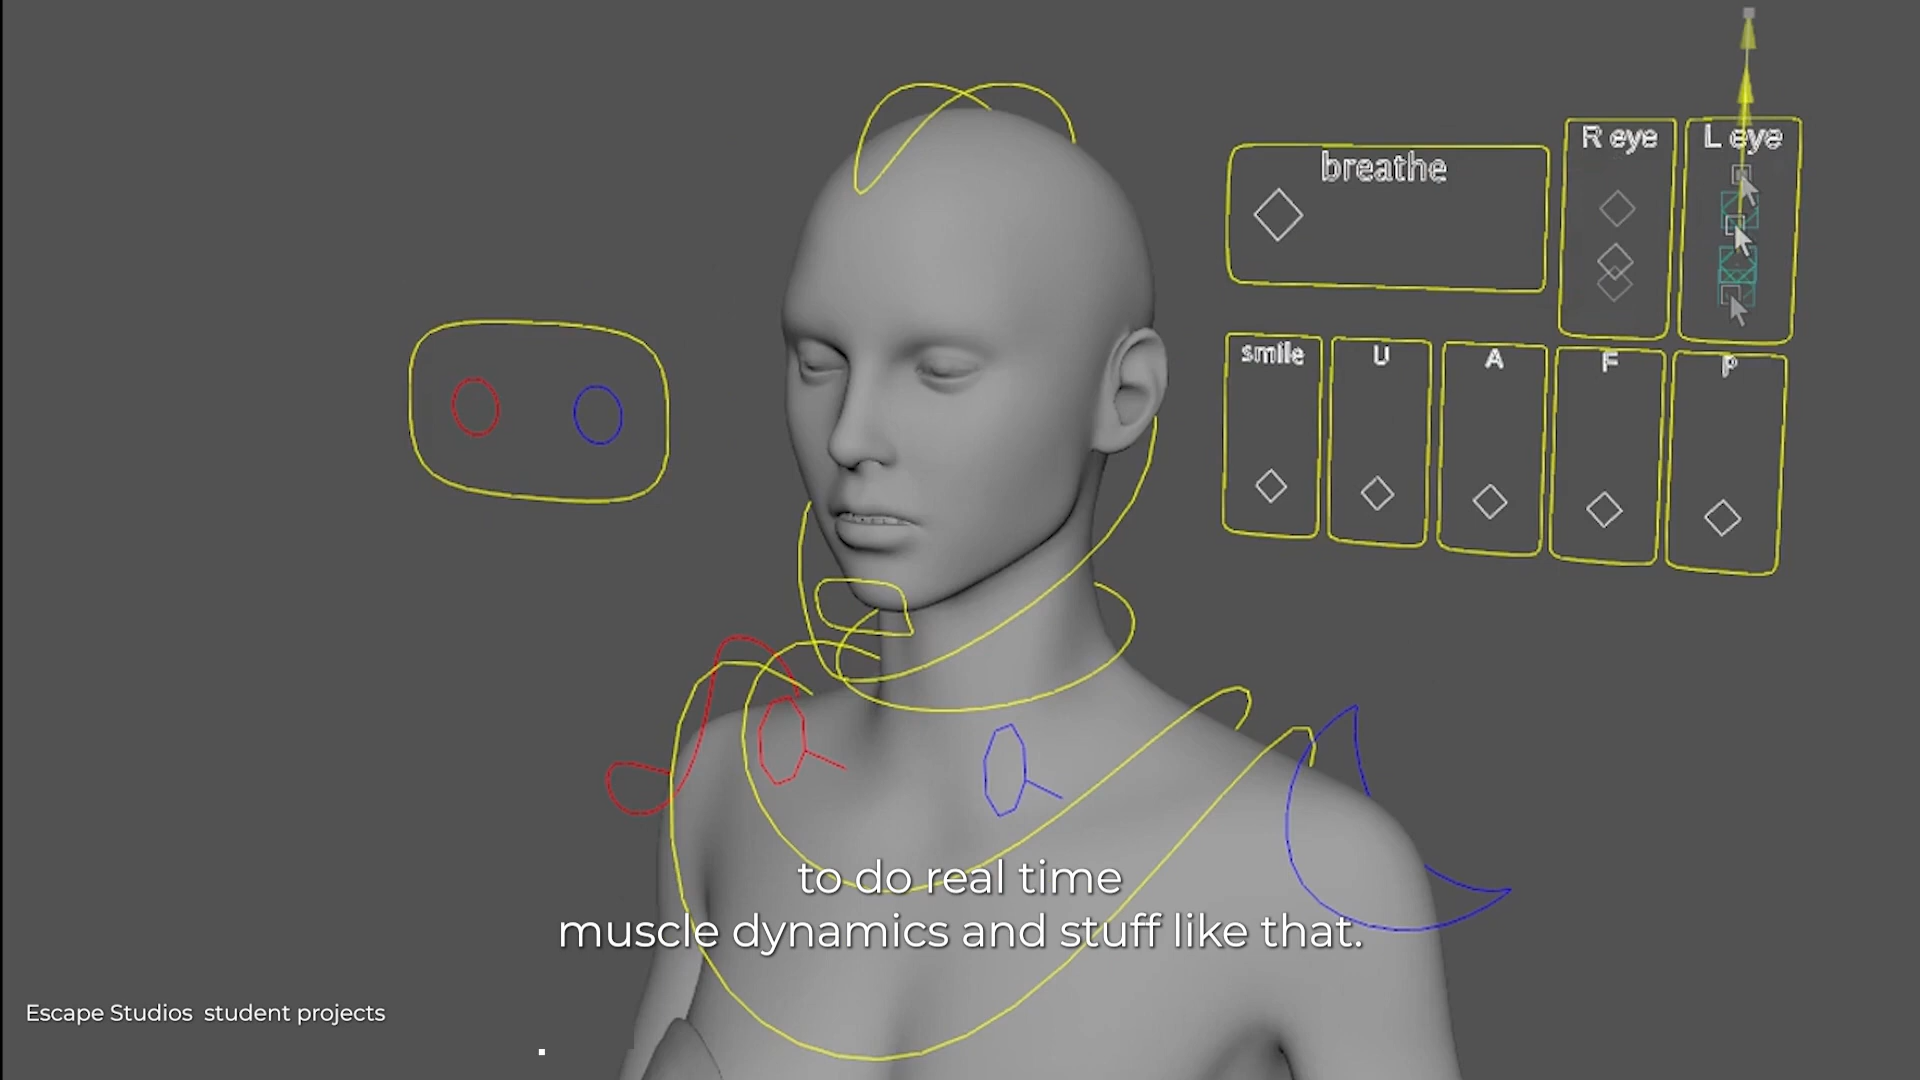 breathe
R eye
L eye
smile
U
A
F
P
to do real time
muscle dynamics and stuff like that.
Escape Studios student projects